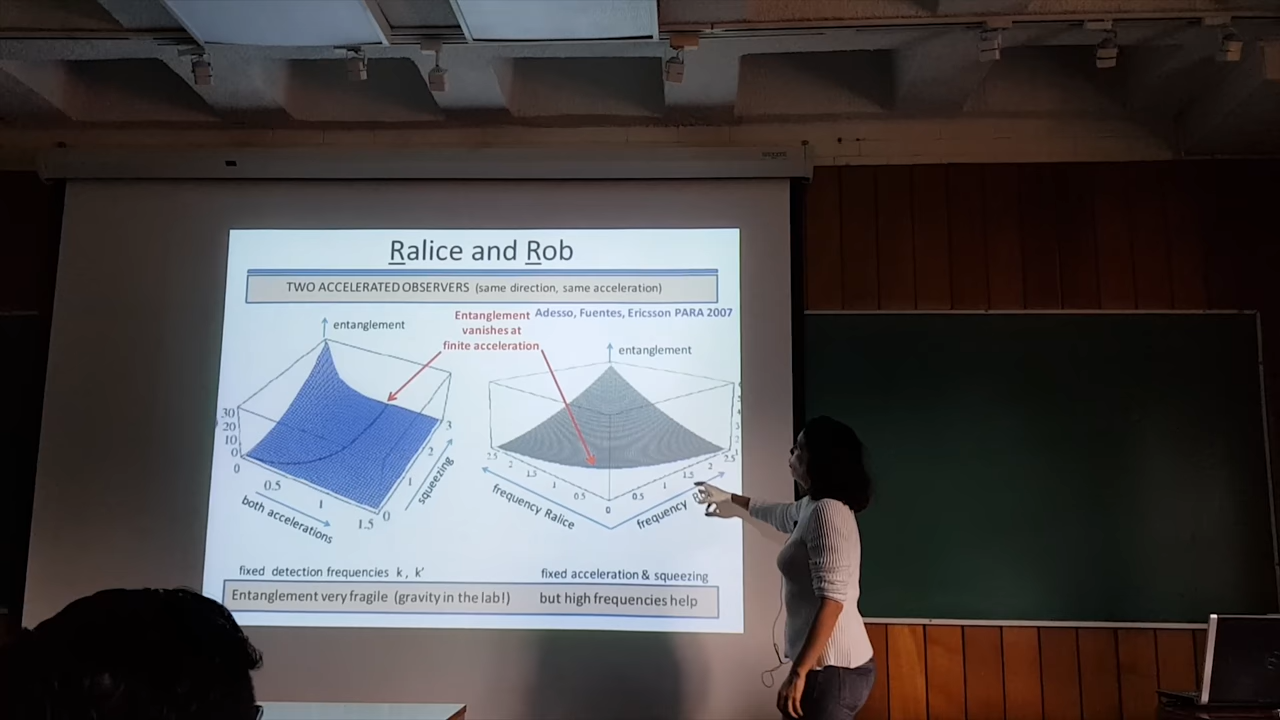 Ralice and Rob
TWO ACCELERATED OBSERVERS (same direction, same acceleration)
Entanglement
vanishes at
finite acceleration
Adesso, Fuentes, Ericsson PARA 2007
entanglement
30
20
10
0
0
0.5
1
1.5
both accelerations
0
1
2
3
squeezing
entanglement
2.5
2
1.5
1
0.5
0
frequency Ralice
0.5
1
1.5
2
2.5
frequency
fixed detection frequencies k , k'
fixed acceleration & squeezing
Entanglement very fragile (gravity in the lab!) but high frequencies help